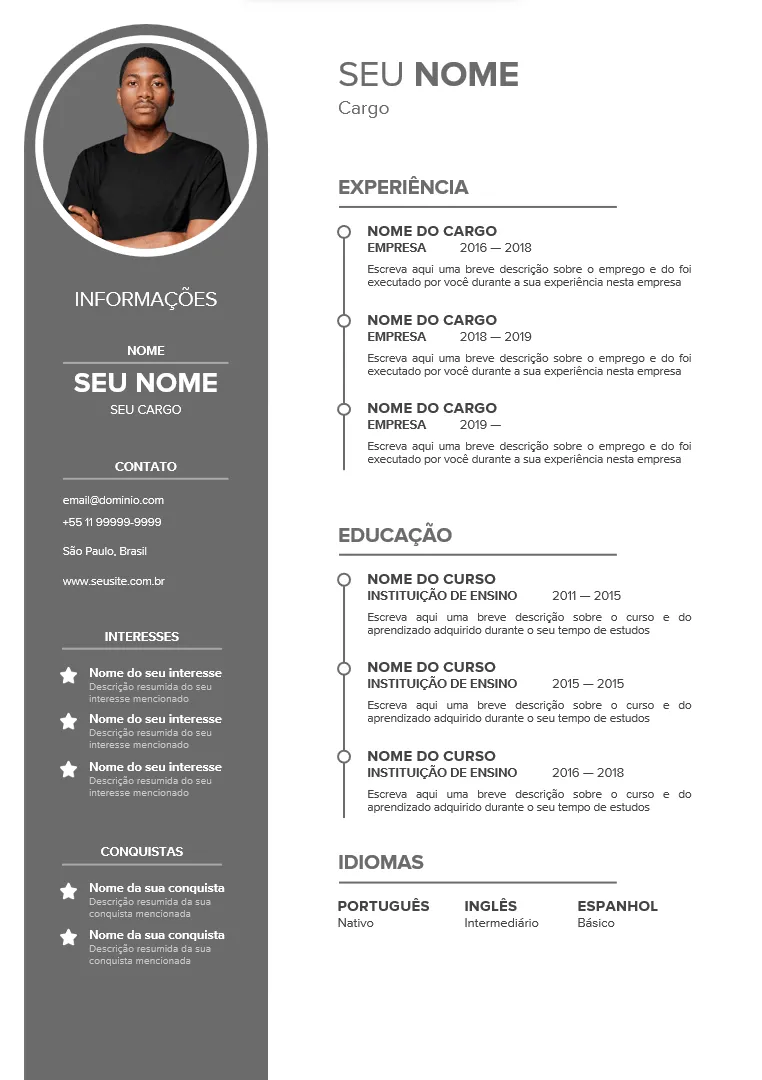 INFORMAÇÕES
NOME
SEU NOME
SEU CARGO
CONTATO
email@dominio.com
+55 11 99999-9999
São Paulo, Brasil
www.seusite.com.br
INTERESSES
Nome do seu interesse
Descrição resumida do seu
interesse mencionado
Nome do seu interesse
Descrição resumida do seu
interesse mencionado
Nome do seu interesse
Descrição resumida do seu
interesse mencionado
CONQUISTAS
Nome da sua conquista
Descrição resumida da sua
conquista mencionada
Nome da sua conquista
Descrição resumida da sua
conquista mencionada
SEU NOME
Cargo
EXPERIÊNCIA
NOME DO CARGO
EMPRESA 2016 — 2018
Escreva aqui uma breve descrição sobre o emprego e do foi
executado por você durante a sua experiência nesta empresa
NOME DO CARGO
EMPRESA 2018 — 2019
Escreva aqui uma breve descrição sobre o emprego e do foi
executado por você durante a sua experiência nesta empresa
NOME DO CARGO
EMPRESA 2019 —
Escreva aqui uma breve descrição sobre o emprego e do foi
executado por você durante a sua experiência nesta empresa
EDUCAÇÃO
NOME DO CURSO
INSTITUIÇÃO DE ENSINO 2011 — 2015
Escreva aqui uma breve descrição sobre o curso e do
aprendizado adquirido durante o seu tempo de estudos
NOME DO CURSO
INSTITUIÇÃO DE ENSINO 2015 — 2015
Escreva aqui uma breve descrição sobre o curso e do
aprendizado adquirido durante o seu tempo de estudos
NOME DO CURSO
INSTITUIÇÃO DE ENSINO 2016 — 2018
Escreva aqui uma breve descrição sobre o curso e do
aprendizado adquirido durante o seu tempo de estudos
IDIOMAS
PORTUGUÊS INGLÊS ESPANHOL
Nativo Intermediário Básico